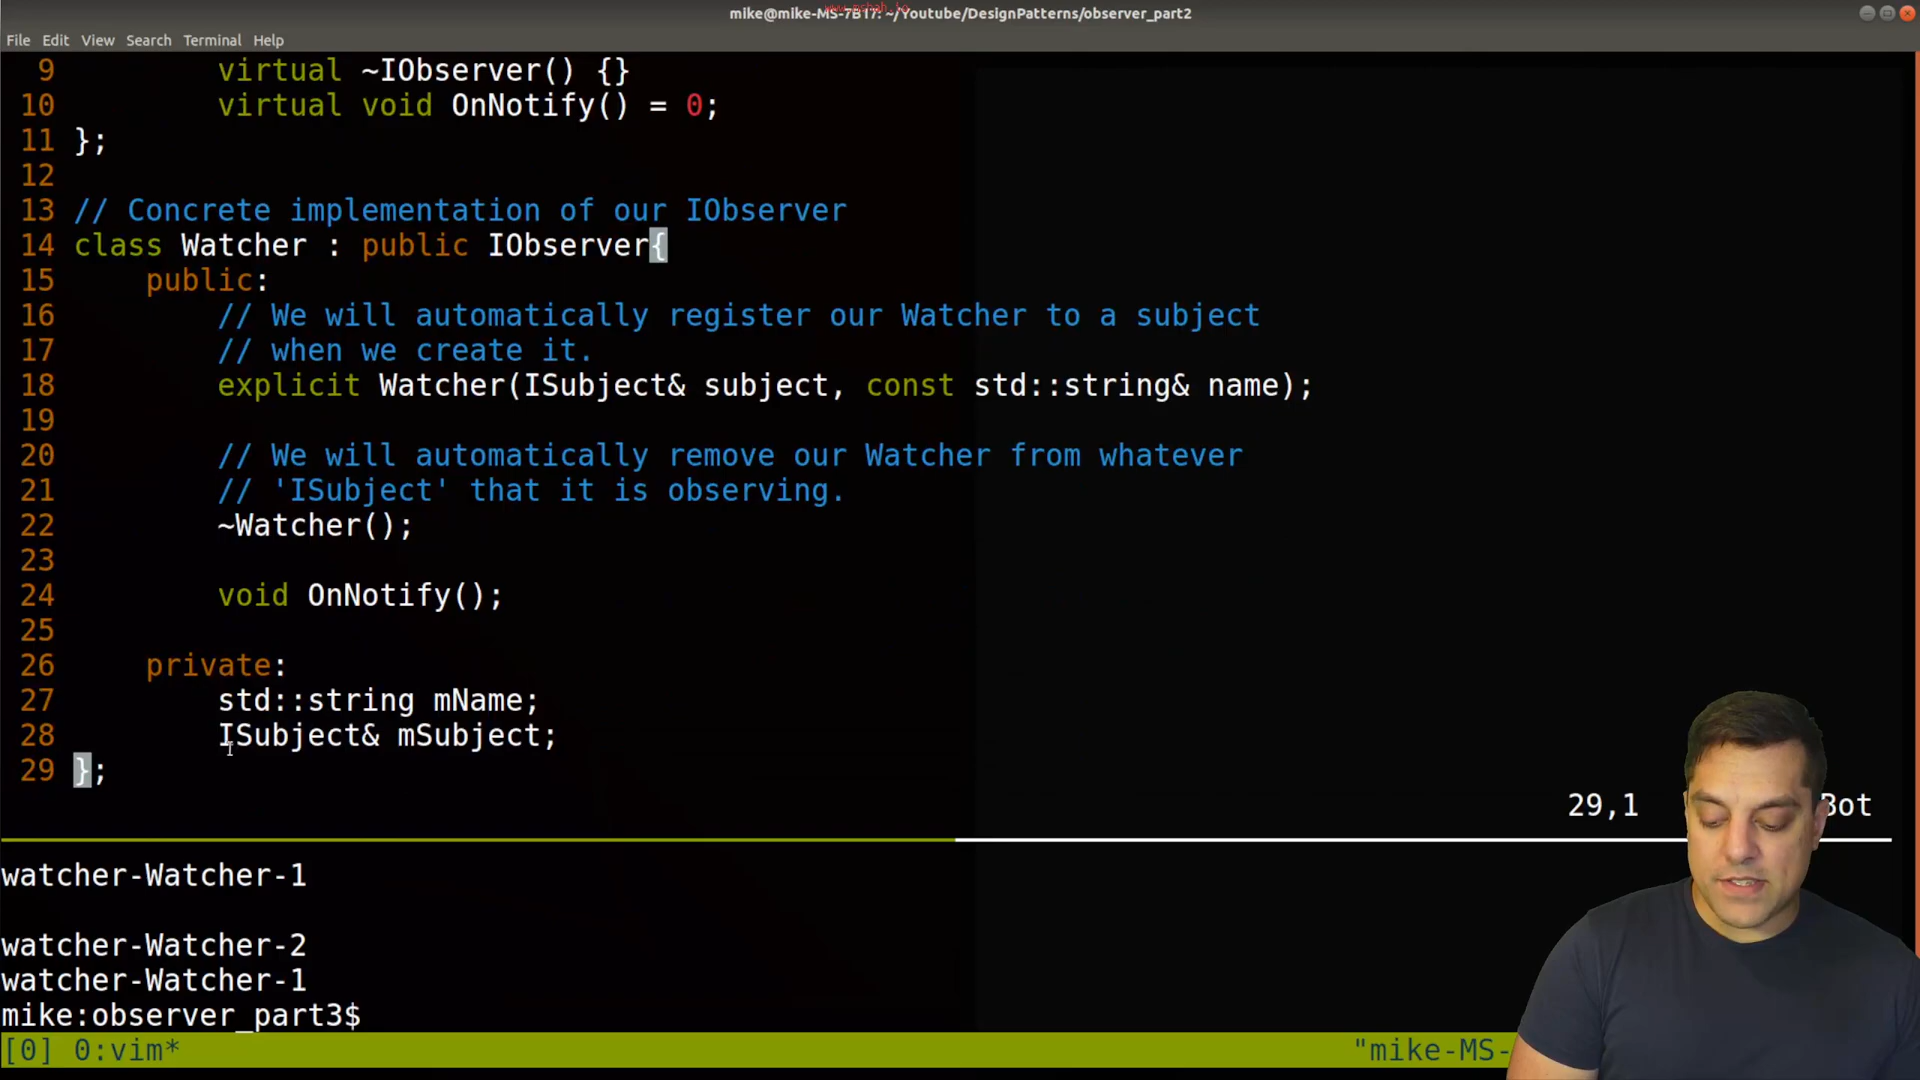 www.mshah.io
mike@mike-MS-7B17: ~/Youtube/DesignPatterns/observer_part2
File Edit View Search Terminal Help
9 virtual ~IObserver() {}
10 virtual void OnNotify() = 0;
11 };
12
13 // Concrete implementation of our IObserver
14 class Watcher : public IObserver{
15 public:
16 // We will automatically register our Watcher to a subject
17 // when we create it.
18 explicit Watcher(ISubject& subject, const std::string& name);
19
20 // We will automatically remove our Watcher from whatever
21 // 'ISubject' that it is observing.
22 ~Watcher();
23
24 void OnNotify();
25
26 private:
27 std::string mName;
28 ISubject& mSubject;
29 };
29,1 Bot
watcher-Watcher-1
watcher-Watcher-2
watcher-Watcher-1
mike:observer_part3$
[0] 0:vim* "mike-MS-